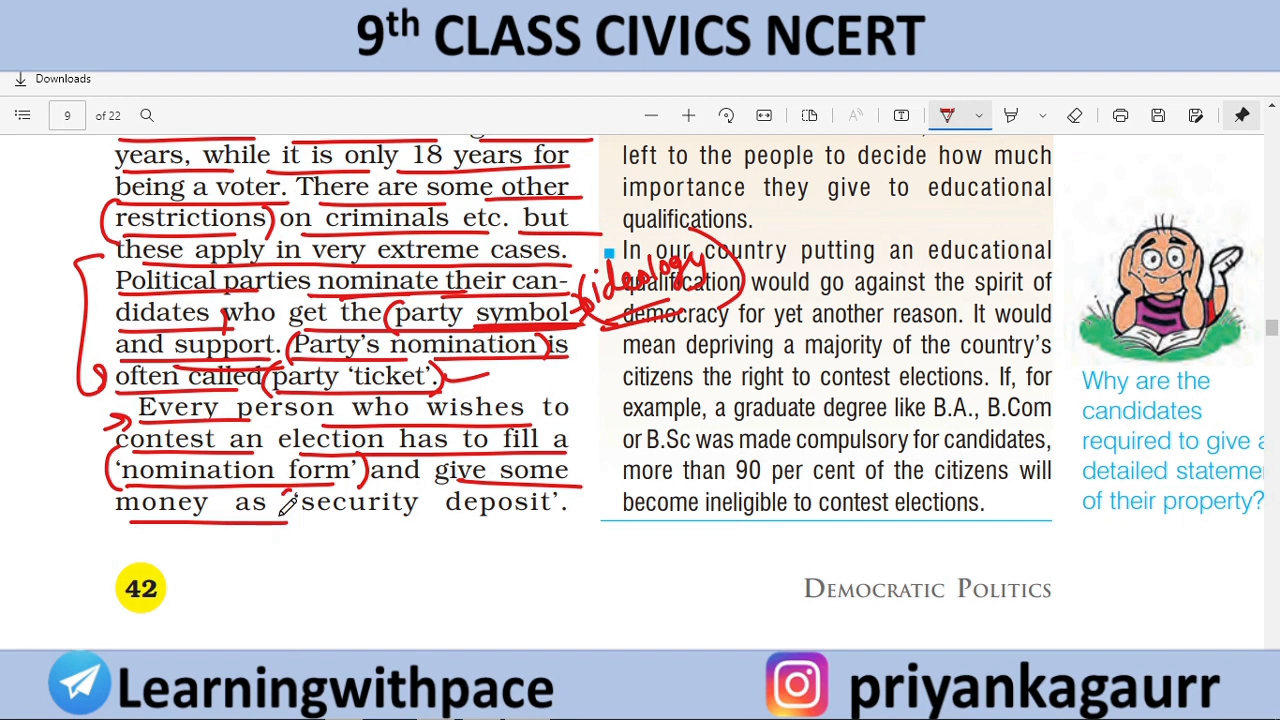 9th CLASS CIVICS NCERT
Downloads
9 of 22
years, while it is only 18 years for
being a voter. There are some other
restrictions on criminals etc. but
these apply in very extreme cases.
Political parties nominate their can-
didates who get the party symbol
and support. Party's nomination is
often called party 'ticket'.
Every person who wishes to
contest an election has to fill a
'nomination form' and give some
money as 'security deposit'.
ideology
left to the people to decide how much
importance they give to educational
qualifications.
In our country putting an educational
qualification would go against the spirit of
democracy for yet another reason. It would
mean depriving a majority of the country's
citizens the right to contest elections. If, for
example, a graduate degree like B.A., B.Com
or B.Sc was made compulsory for candidates,
more than 90 per cent of the citizens will
become ineligible to contest elections.
Why are the
candidates
required to give a
detailed stateme
of their property?
42
DEMOCRATIC POLITICS
Learningwithpace
priyankagaurr